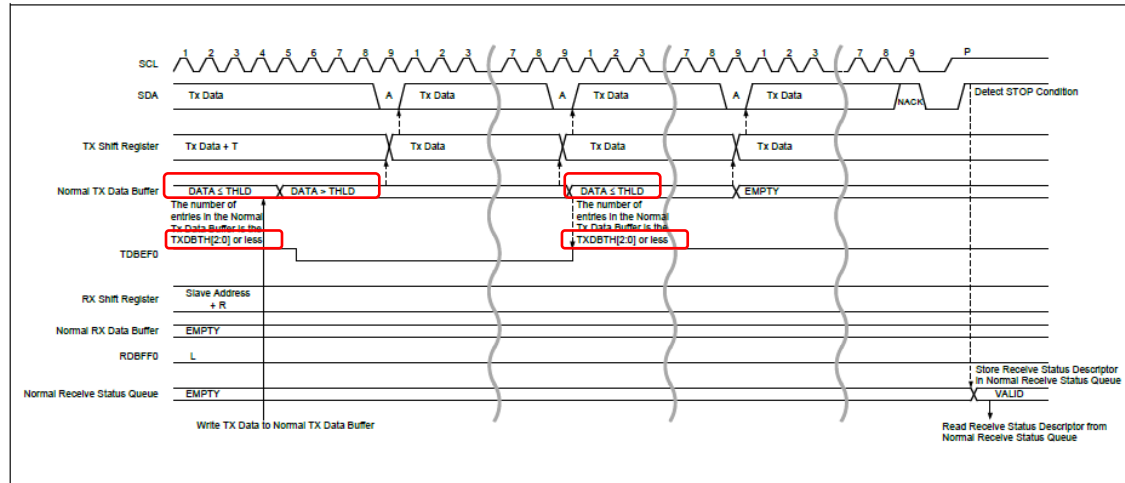 1 2 3 4 5 6 7 8 9 1 2 3 7 8 9 1 2 3 7 8 9 1 2 3 7 8 9 P
SCL
SDA Tx Data A Tx Data A Tx Data A Tx Data NACK Detect STOP Condition
TX Shift Register Tx Data + T Tx Data Tx Data Tx Data
Normal TX Data Buffer DATA ≤ THLD DATA > THLD DATA ≤ THLD EMPTY
The number of
entries in the Normal
Tx Data Buffer is the
TXDBTH[2:0] or less
The number of
entries in the Normal
Tx Data Buffer is the
TXDBTH[2:0] or less
TDBEF0
RX Shift Register Slave Address
+ R
Normal RX Data Buffer EMPTY
RDBFF0 L
Store Receive Status Descriptor
in Normal Receive Status Queue
Normal Receive Status Queue EMPTY VALID
Write TX Data to Normal TX Data Buffer
Read Receive Status Descriptor from
Normal Receive Status Queue